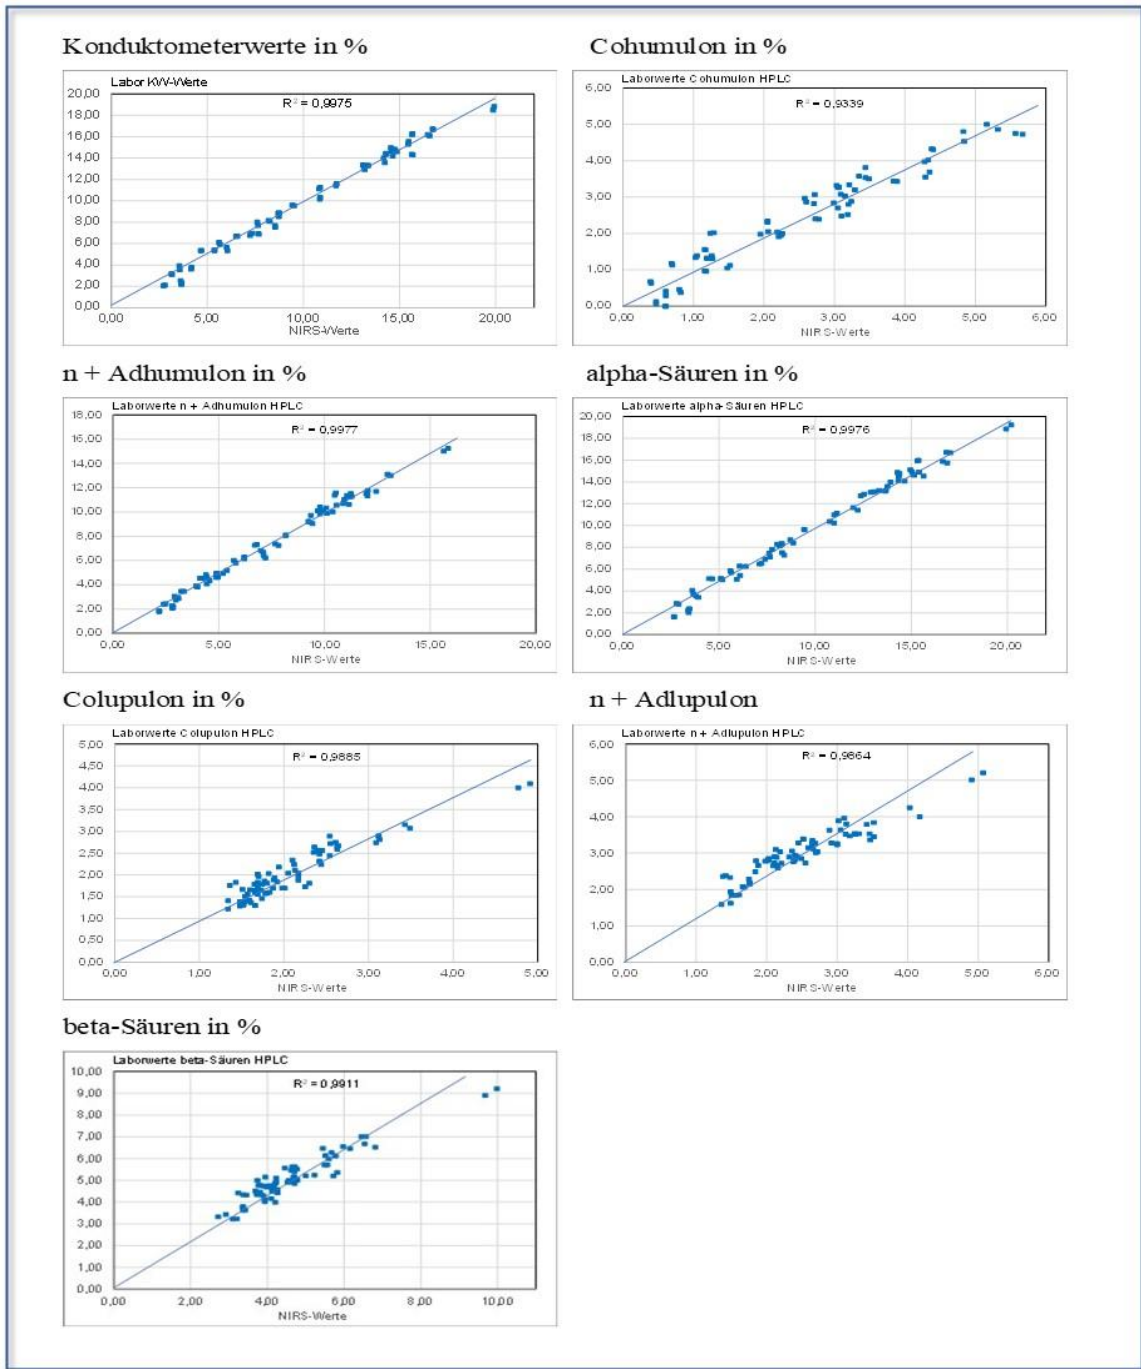 Konduktometerwerte in %
Labor KW-Werte
R² = 0,9975
20,00
18,00
16,00
14,00
12,00
10,00
8,00
6,00
4,00
2,00
0,00
0,00 5,00 10,00 15,00 20,00
NIRS-Werte
Cohumulon in %
Laborwerte Cohumulon HPLC
R² = 0,9339
6,00
5,00
4,00
3,00
2,00
1,00
0,00
0,00 1,00 2,00 3,00 4,00 5,00 6,00
NIRS-Werte
n + Adhumulon in %
Laborwerte n + Adhumulon HPLC
R² = 0,9977
18,00
16,00
14,00
12,00
10,00
8,00
6,00
4,00
2,00
0,00
0,00 5,00 10,00 15,00 20,00
NIRS-Werte
alpha-Säuren in %
Laborwerte alpha-Säuren HPLC
R² = 0,9976
20,00
18,00
16,00
14,00
12,00
10,00
8,00
6,00
4,00
2,00
0,00
0,00 5,00 10,00 15,00 20,00
NIRS-Werte
Colupulon in %
Laborwerte Colupulon HPLC
R² = 0,9885
5,00
4,50
4,00
3,50
3,00
2,50
2,00
1,50
1,00
0,50
0,00
0,00 1,00 2,00 3,00 4,00 5,00
NIRS-Werte
n + Adlupulon
Laborwerte n + Adlupulon HPLC
R² = 0,9864
6,00
5,00
4,00
3,00
2,00
1,00
0,00
0,00 1,00 2,00 3,00 4,00 5,00 6,00
NIRS-Werte
beta-Säuren in %
Laborwerte beta-Säuren HPLC
R² = 0,9911
10,00
9,00
8,00
7,00
6,00
5,00
4,00
3,00
2,00
1,00
0,00
0,00 2,00 4,00 6,00 8,00 10,00
NIRS-Werte